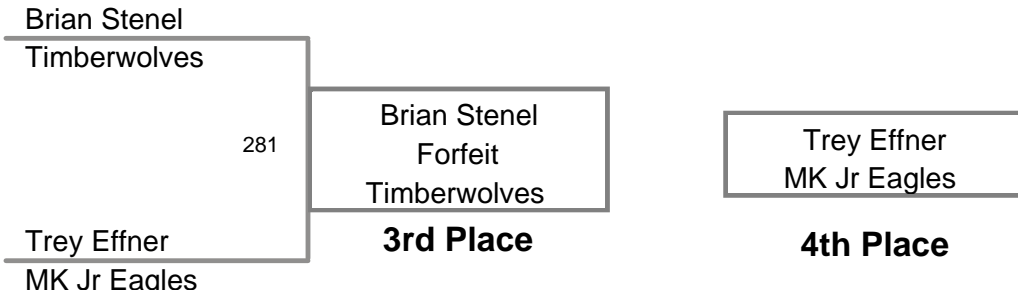 Brian Stenel
Timberwolves
281
Trey Effner
MK Jr Eagles
Brian Stenel
Forfeit
Timberwolves
3rd Place
Trey Effner
MK Jr Eagles
4th Place